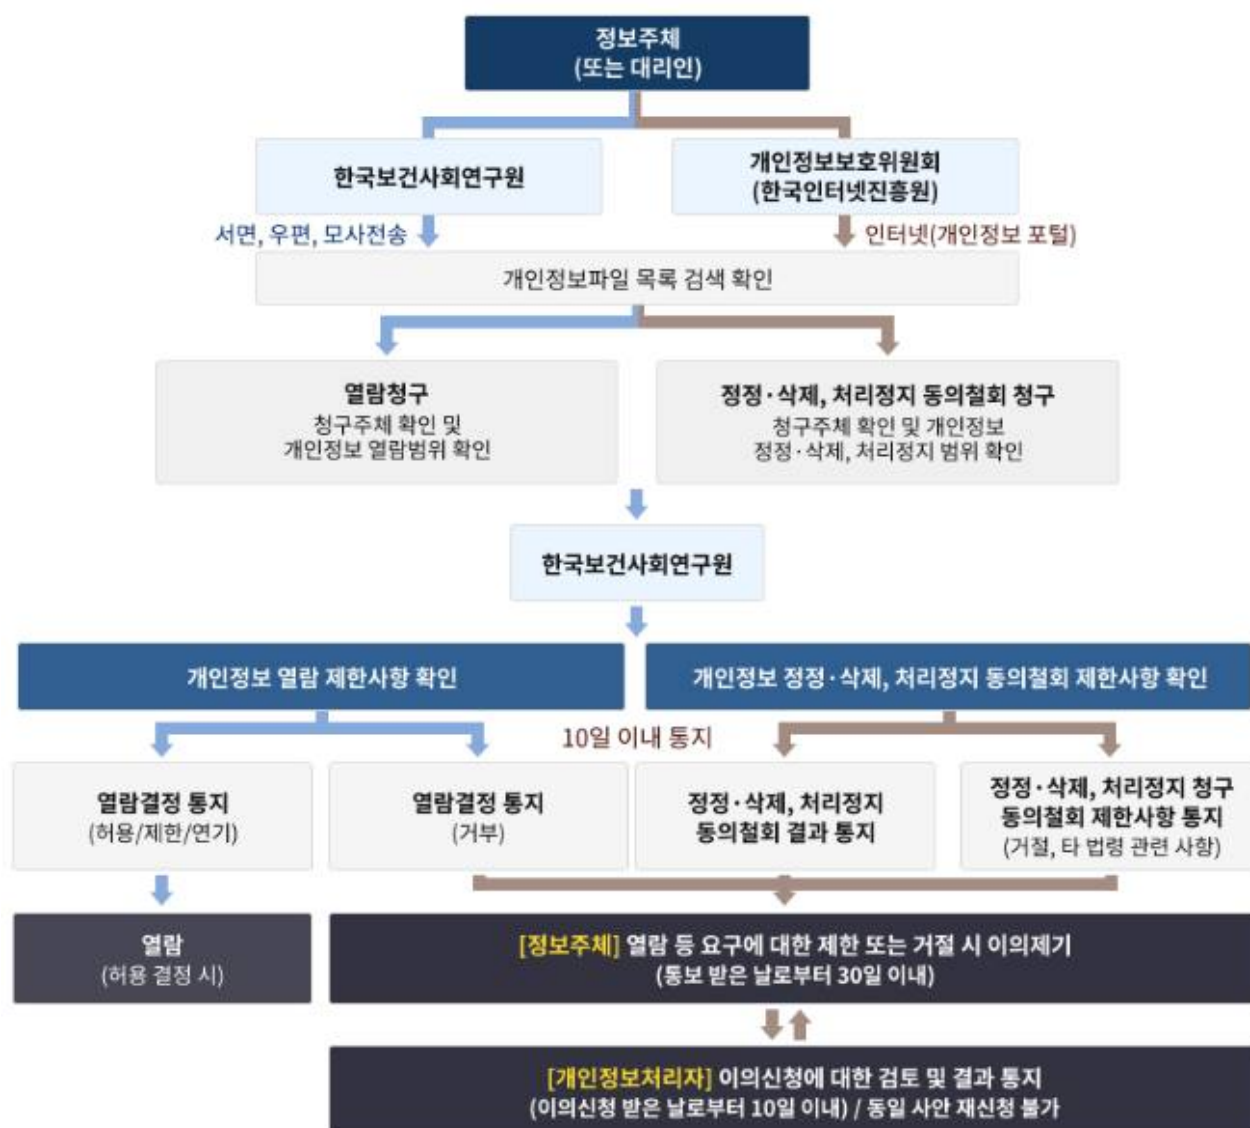 정보주체
(또는 대리인)
한국보건사회연구원
개인정보보호위원회
(한국인터넷진흥원)
서면, 우편, 모사전송
인터넷(개인정보 포털)
개인정보파일 목록 검색 확인
열람청구
청구주체 확인 및
개인정보 열람범위 확인
정정·삭제, 처리정지 동의철회 청구
청구주체 확인 및 개인정보
정정·삭제, 처리정지 범위 확인
한국보건사회연구원
개인정보 열람 제한사항 확인
개인정보 정정·삭제, 처리정지 동의철회 제한사항 확인
10일 이내 통지
열람결정 통지
(허용/제한/연기)
열람결정 통지
(거부)
정정·삭제, 처리정지
동의철회 결과 통지
정정·삭제, 처리정지 청구
동의철회 제한사항 통지
(거절, 타 법령 관련 사항)
열람
(허용 결정 시)
[정보주체] 열람 등 요구에 대한 제한 또는 거절 시 이의제기
(통보 받은 날로부터 30일 이내)
[개인정보처리자] 이의신청에 대한 검토 및 결과 통지
(이의신청 받은 날로부터 10일 이내) / 동일 사안 재신청 불가